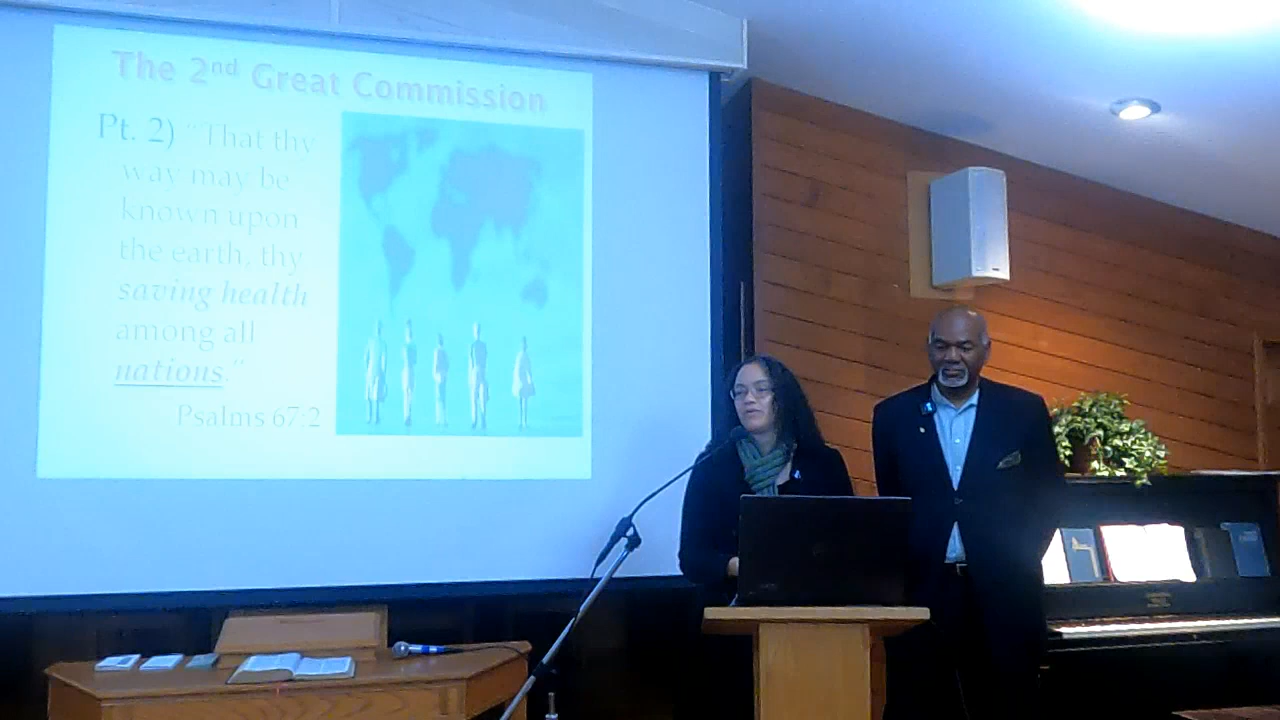 The 2nd Great Commission
Pt. 2) "That thy
way may be
known upon
the earth, thy
saving health
among all
nations."
Psalms 67:2